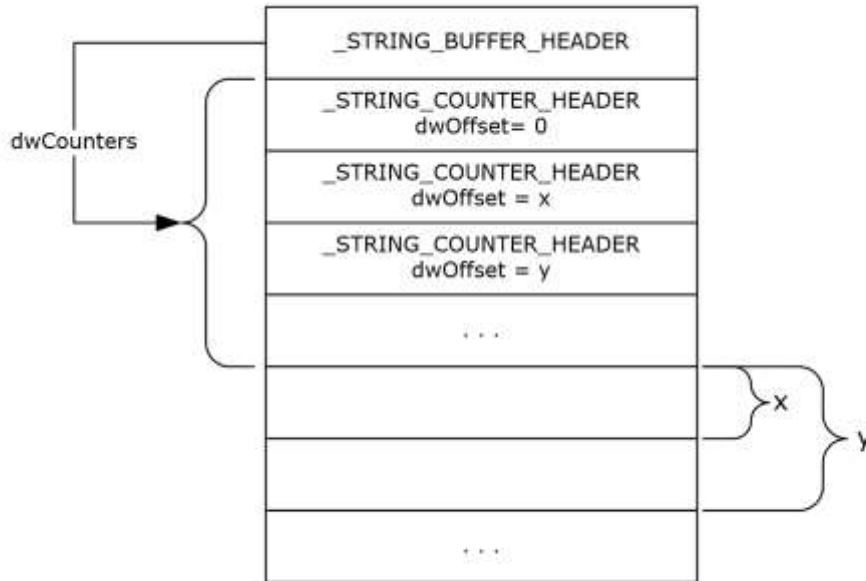 _STRING_BUFFER_HEADER
_STRING_COUNTER_HEADER
dwOffset= 0
dwCounters
_STRING_COUNTER_HEADER
dwOffset = x
_STRING_COUNTER_HEADER
dwOffset = y
. . .
x
y
. . .